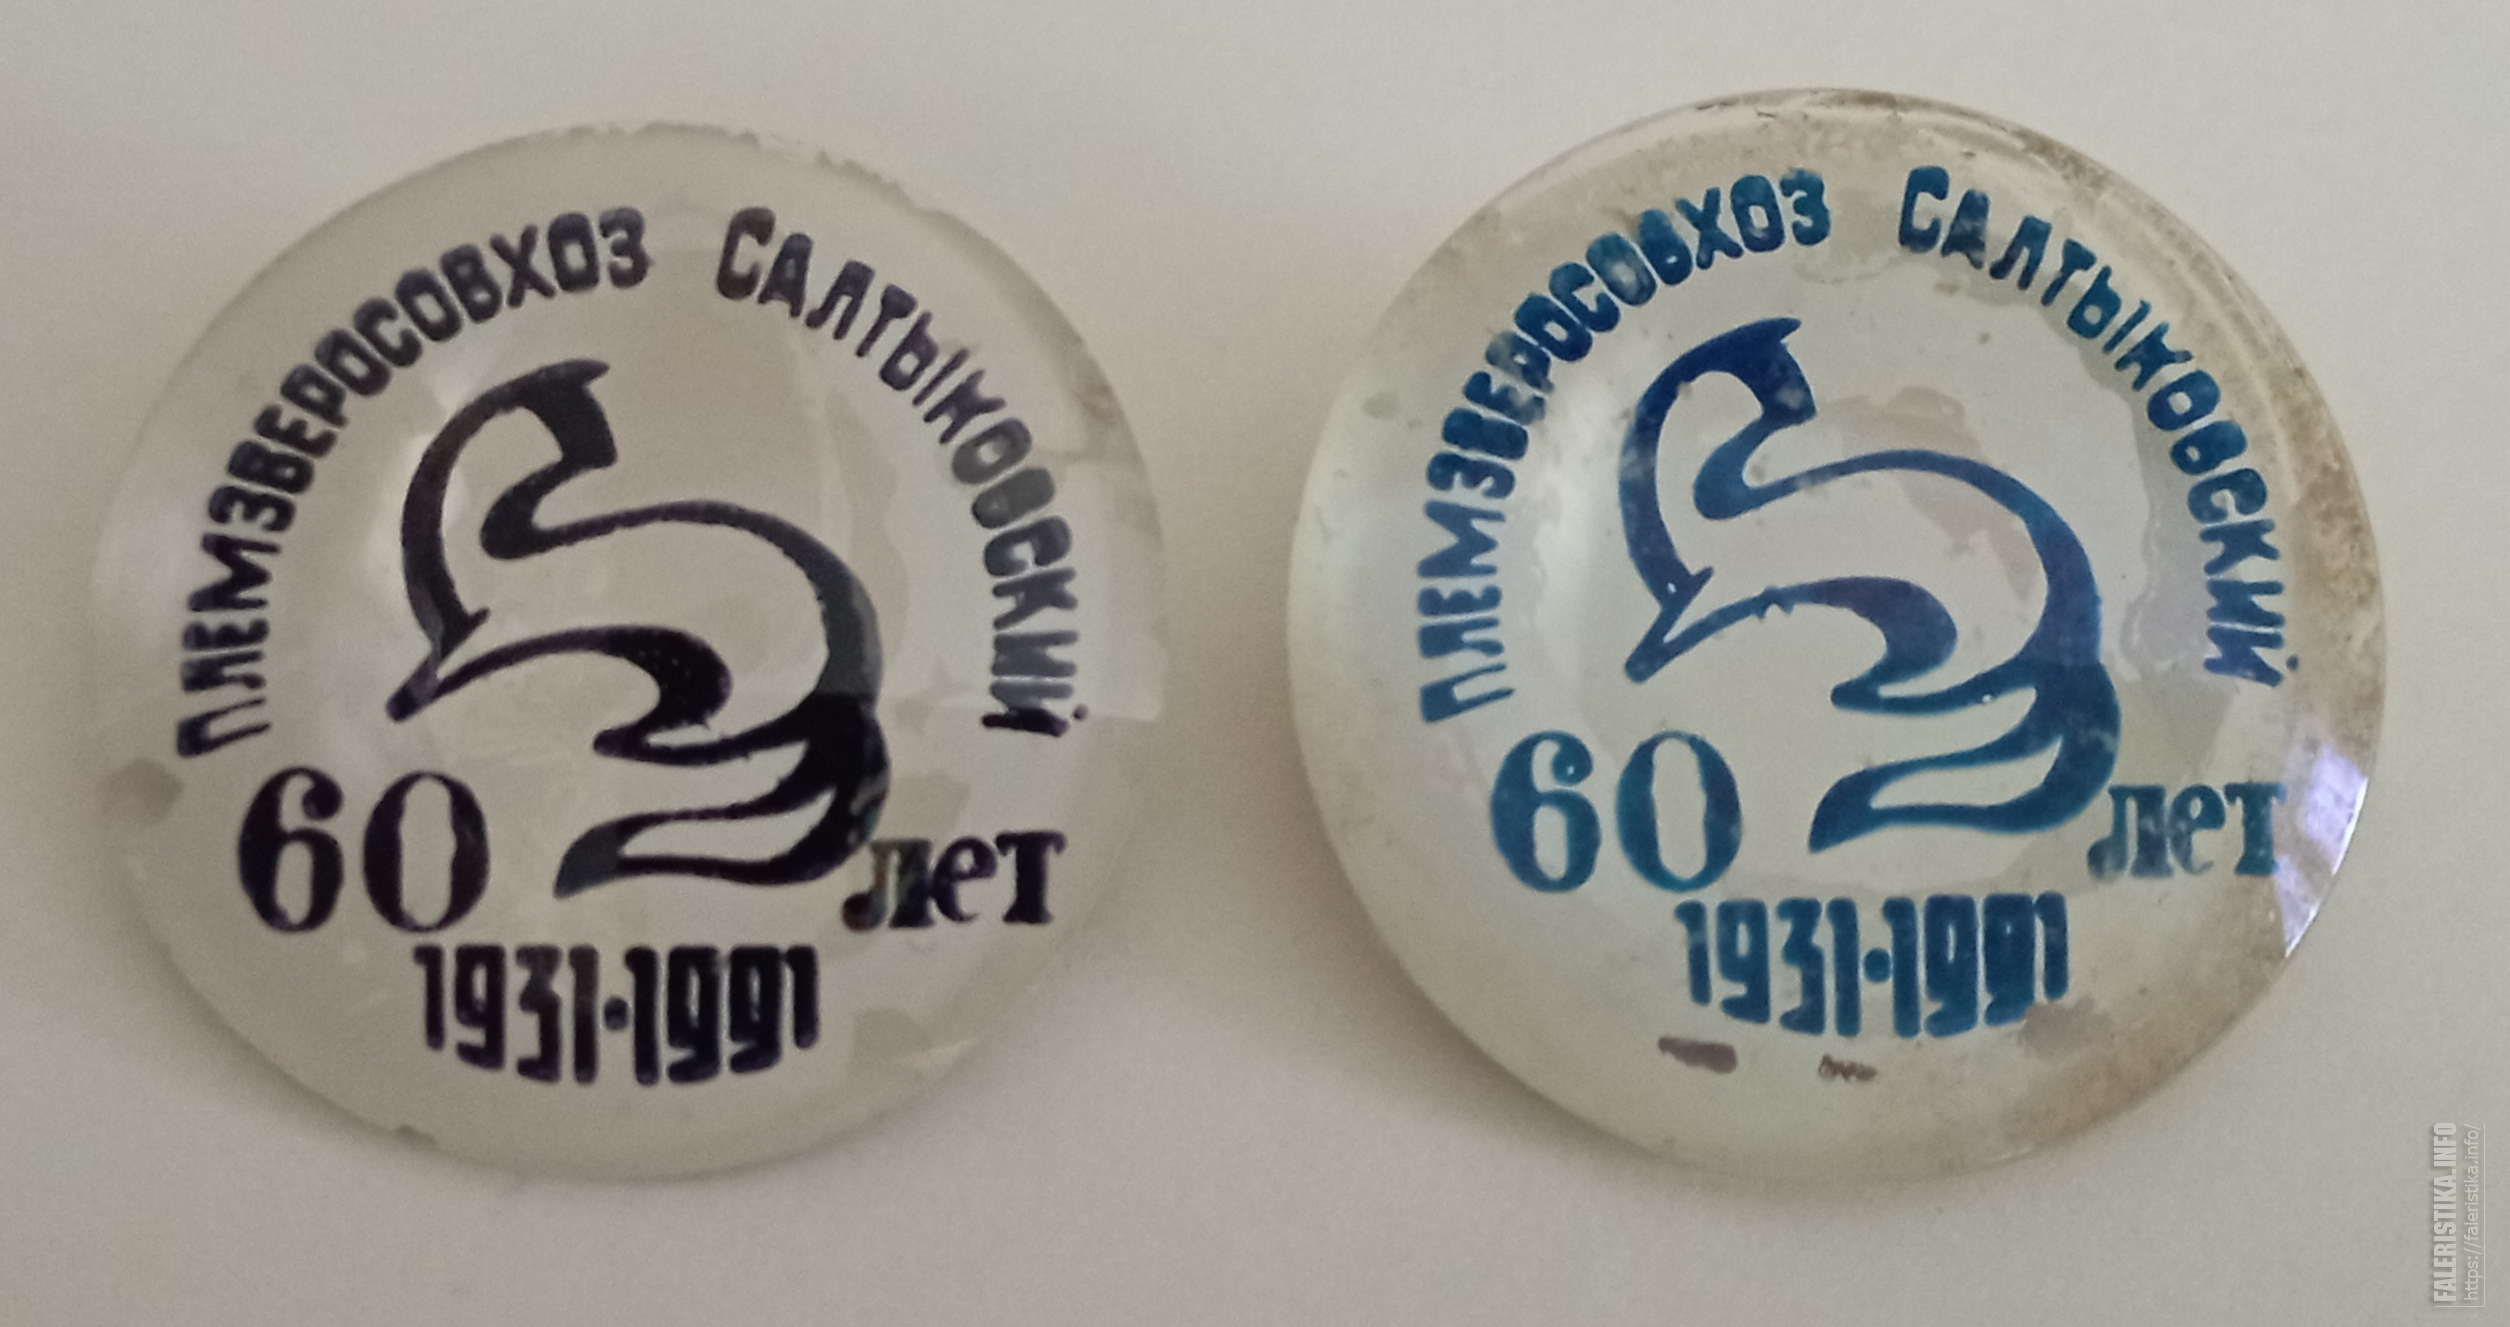 ПЛЕМЗВЕРОСОВХОЗ САЛТЫКОВСКИЙ
60 лет
1931·1991
ПЛЕМЗВЕРОСОВХОЗ САЛТЫКОВСКИЙ
60 лет
1931·1991
FALERISTIKA.INFO
https://faleristika.info/